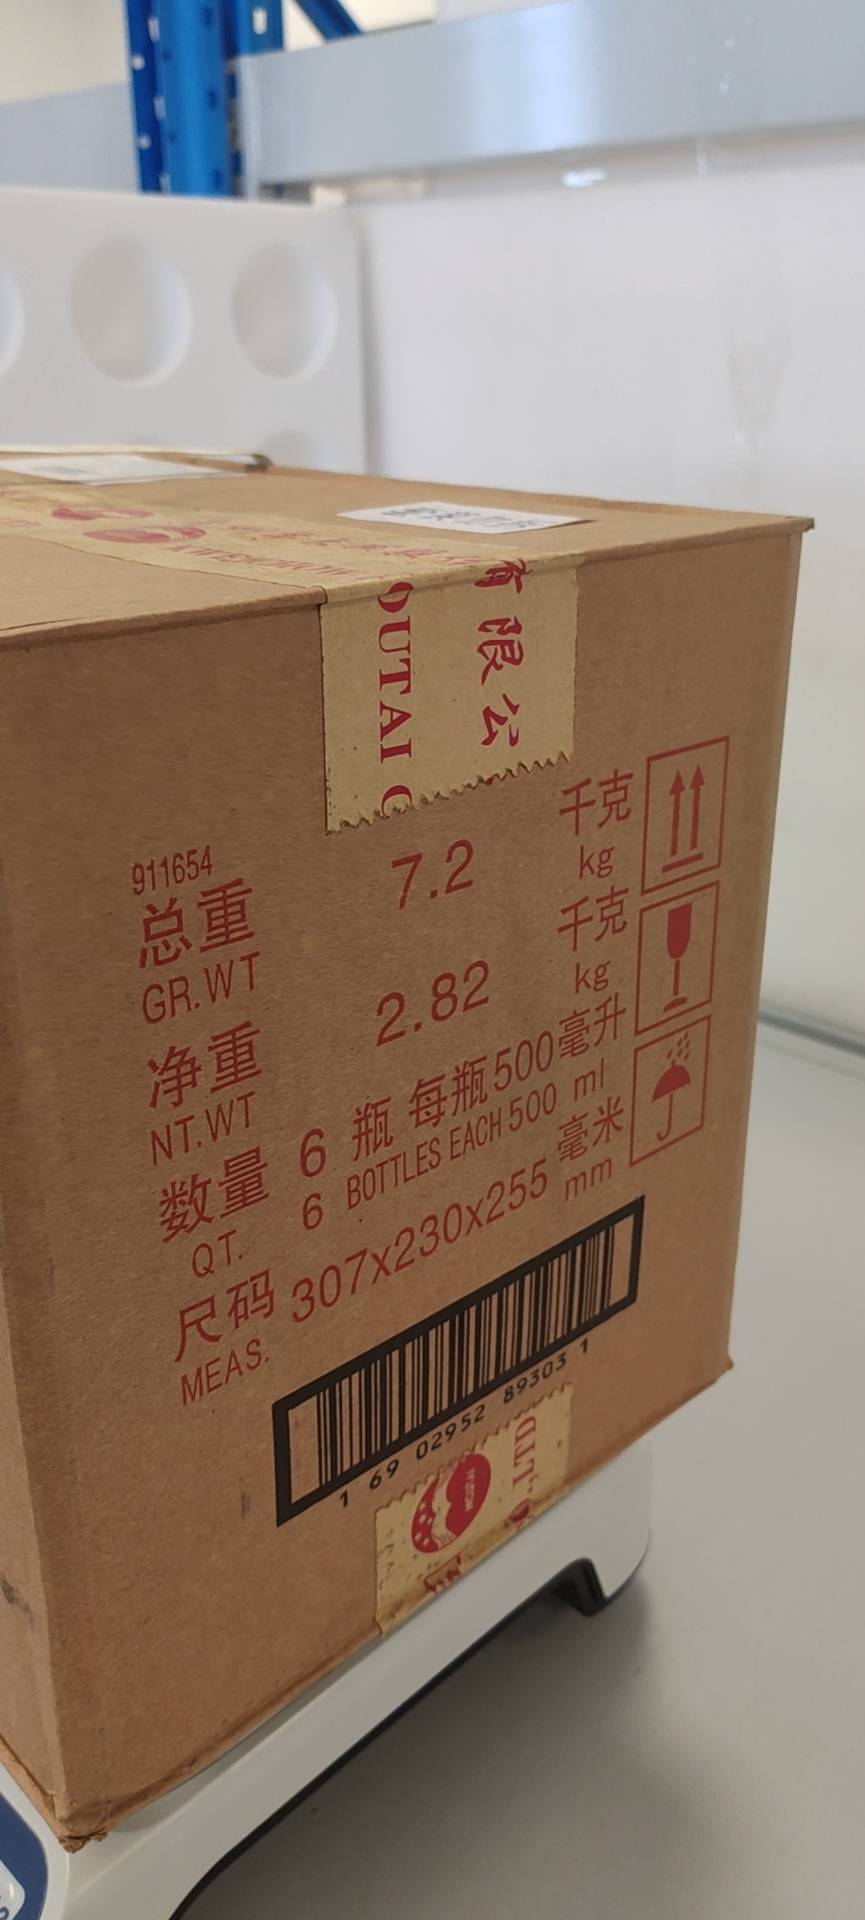 有限公
OUTAI C
911654
总重 7.2 千克
GR.WT kg
净重 2.82 千克
NT.WT kg
数量 6 瓶 每瓶500毫升
QT. 6 BOTTLES EACH 500 ml
尺码 307x230x255 毫米
MEAS. mm
1 69 02952 89303 1
., LTD